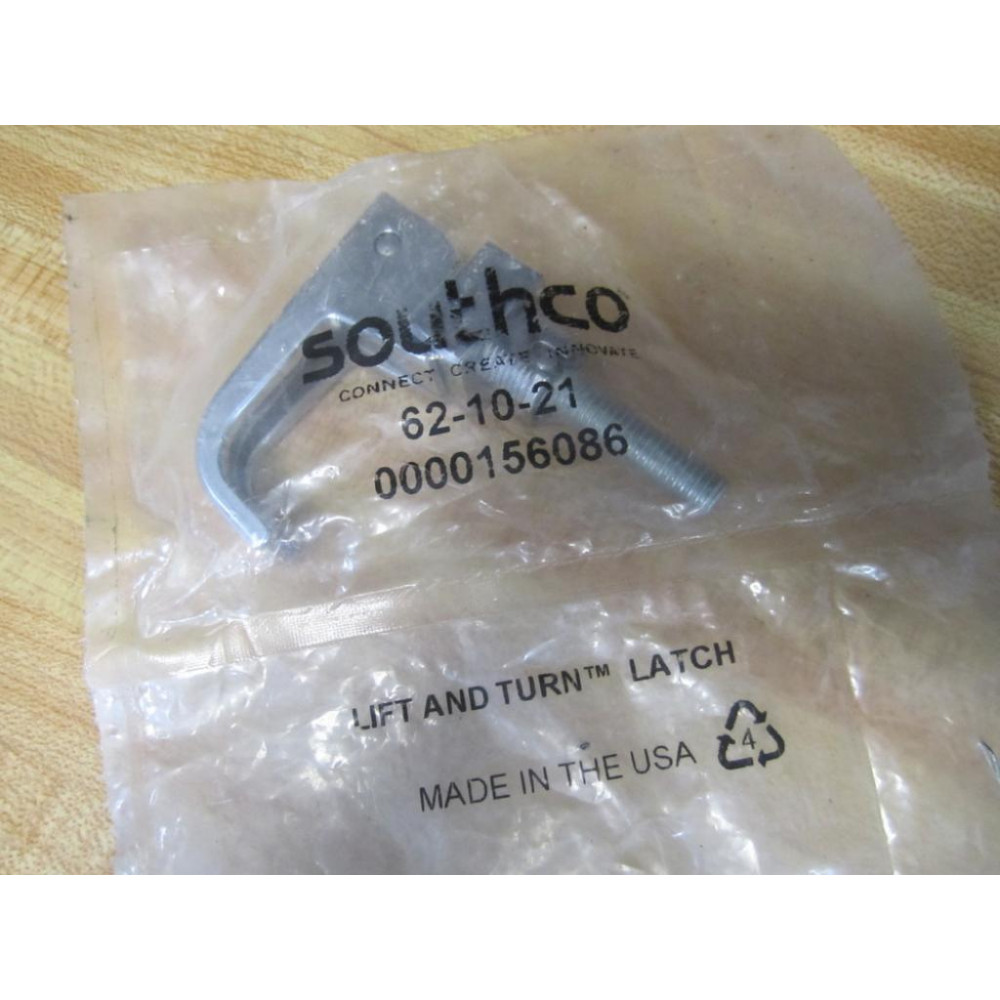 southco
CONNECT CREATE INNOVATE
62-10-21
0000156086
LIFT AND TURN™ LATCH
MADE IN THE USA 4